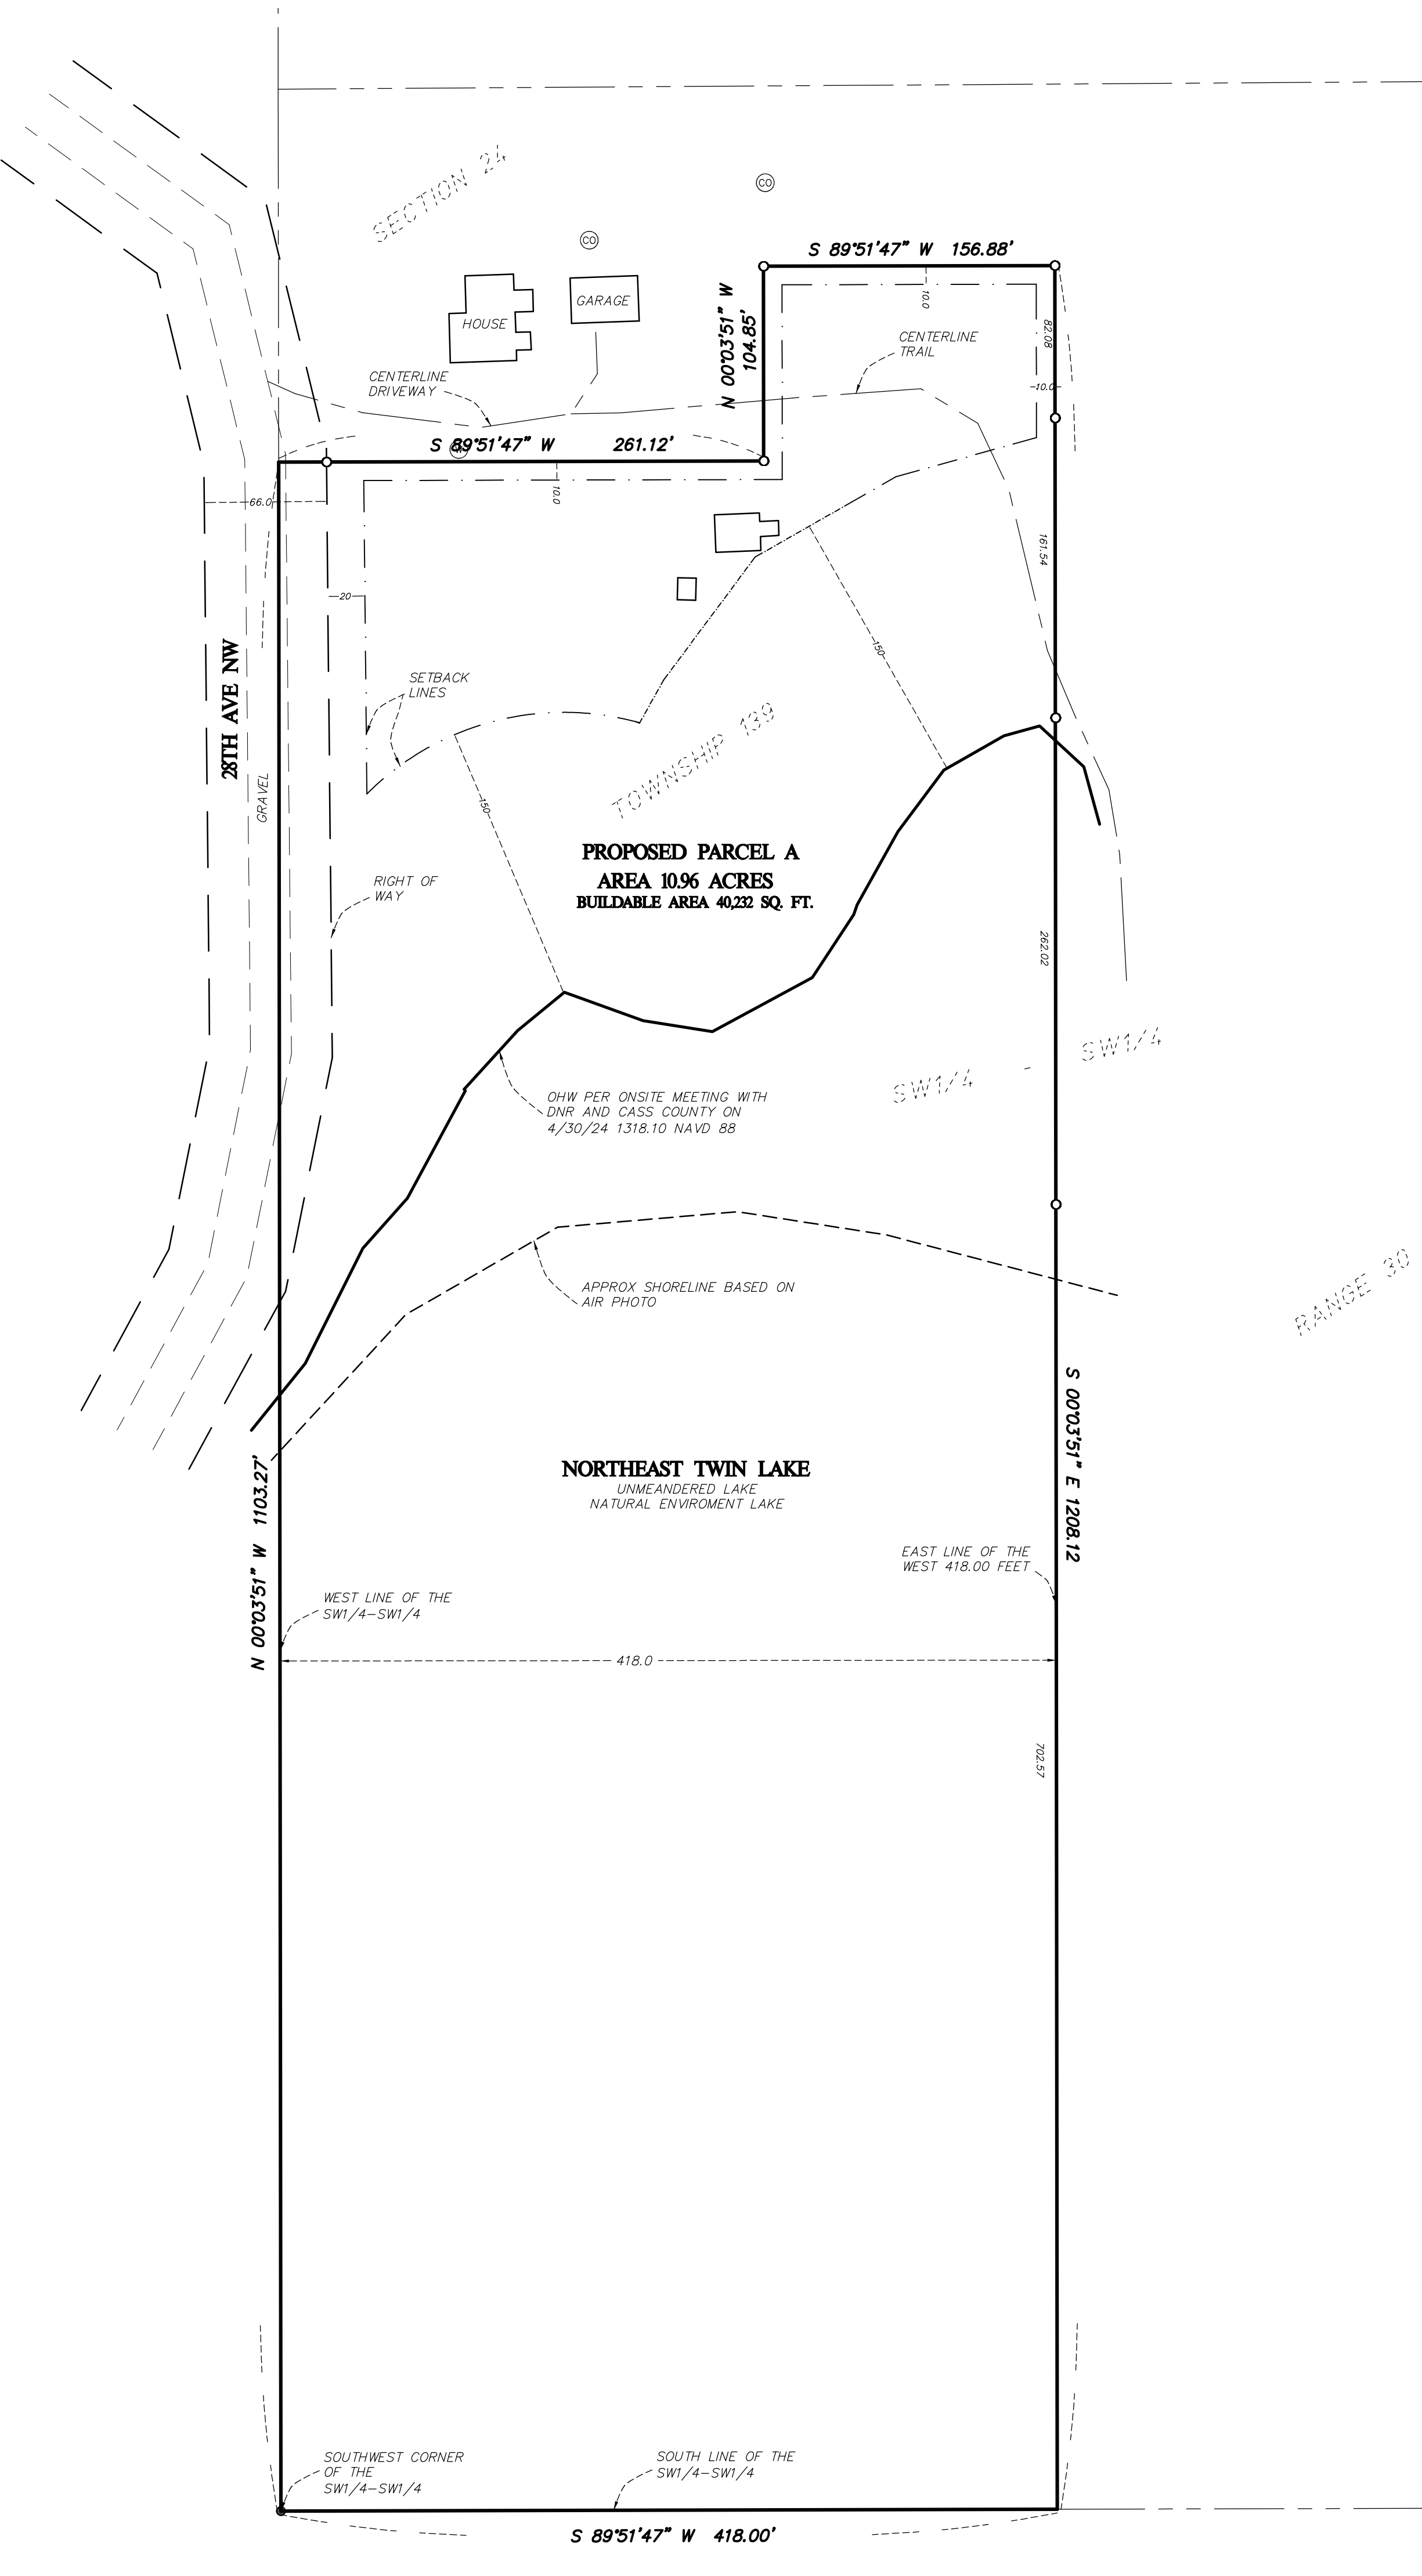 SECTION 24
CO
CO
S 89°51'47" W 156.88'
GARAGE
HOUSE
10.0
82.08
N 00°03'51" W
104.85'
CENTERLINE
TRAIL
CENTERLINE
DRIVEWAY
10.0
S 89°51'47" W 261.12'
10.0
66.0
161.54
20
150
28TH AVE NW
SETBACK
LINES
TOWNSHIP 139
GRAVEL
150
PROPOSED PARCEL A
AREA 10.96 ACRES
BUILDABLE AREA 40,232 SQ. FT.
RIGHT OF
WAY
262.02
SW1/4 - SW1/4
OHW PER ONSITE MEETING WITH
DNR AND CASS COUNTY ON
4/30/24 1318.10 NAVD 88
APPROX SHORELINE BASED ON
AIR PHOTO
RANGE 30
S 00°03'51" E 1208.12
NORTHEAST TWIN LAKE
UNMEANDERED LAKE
NATURAL ENVIROMENT LAKE
N 00°03'51" W 1103.27'
EAST LINE OF THE
WEST 418.00 FEET
WEST LINE OF THE
SW1/4-SW1/4
418.0
702.57
SOUTHWEST CORNER
OF THE
SW1/4-SW1/4
SOUTH LINE OF THE
SW1/4-SW1/4
S 89°51'47" W 418.00'